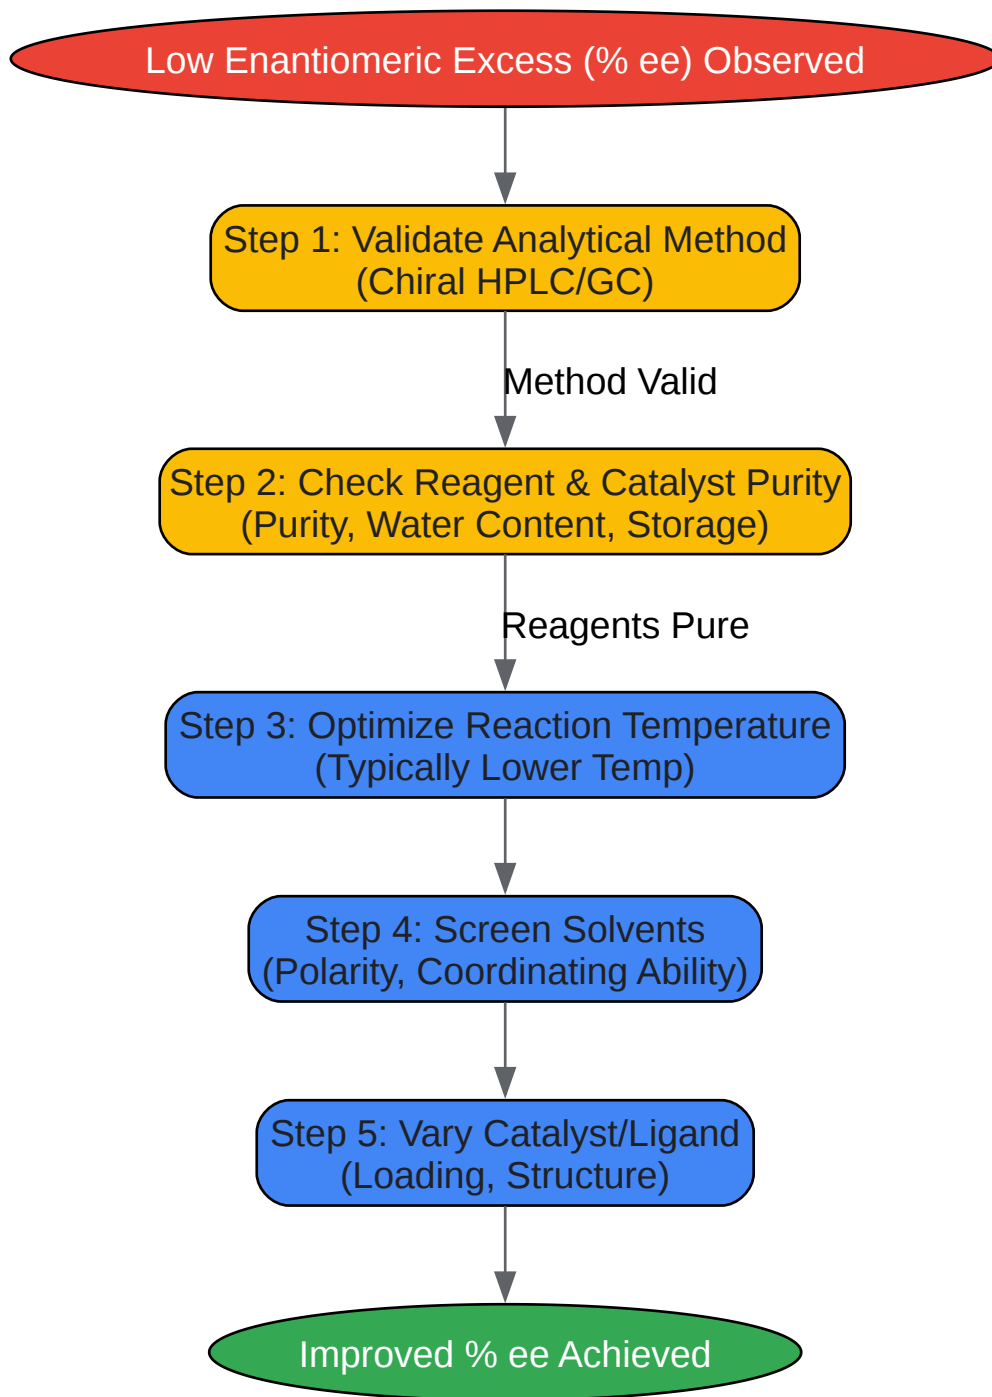 Low Enantiomeric Excess (% ee) Observed
Step 1: Validate Analytical Method
(Chiral HPLC/GC)
Method Valid
Step 2: Check Reagent & Catalyst Purity
(Purity, Water Content, Storage)
Reagents Pure
Step 3: Optimize Reaction Temperature
(Typically Lower Temp)
Step 4: Screen Solvents
(Polarity, Coordinating Ability)
Step 5: Vary Catalyst/Ligand
(Loading, Structure)
Improved % ee Achieved